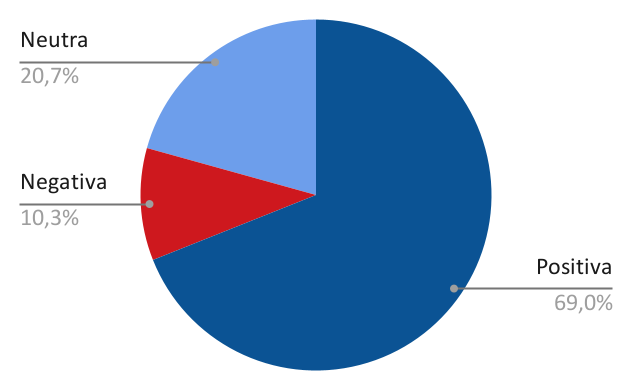 Neutra
20,7%
Negativa
10,3%
Positiva
69,0%